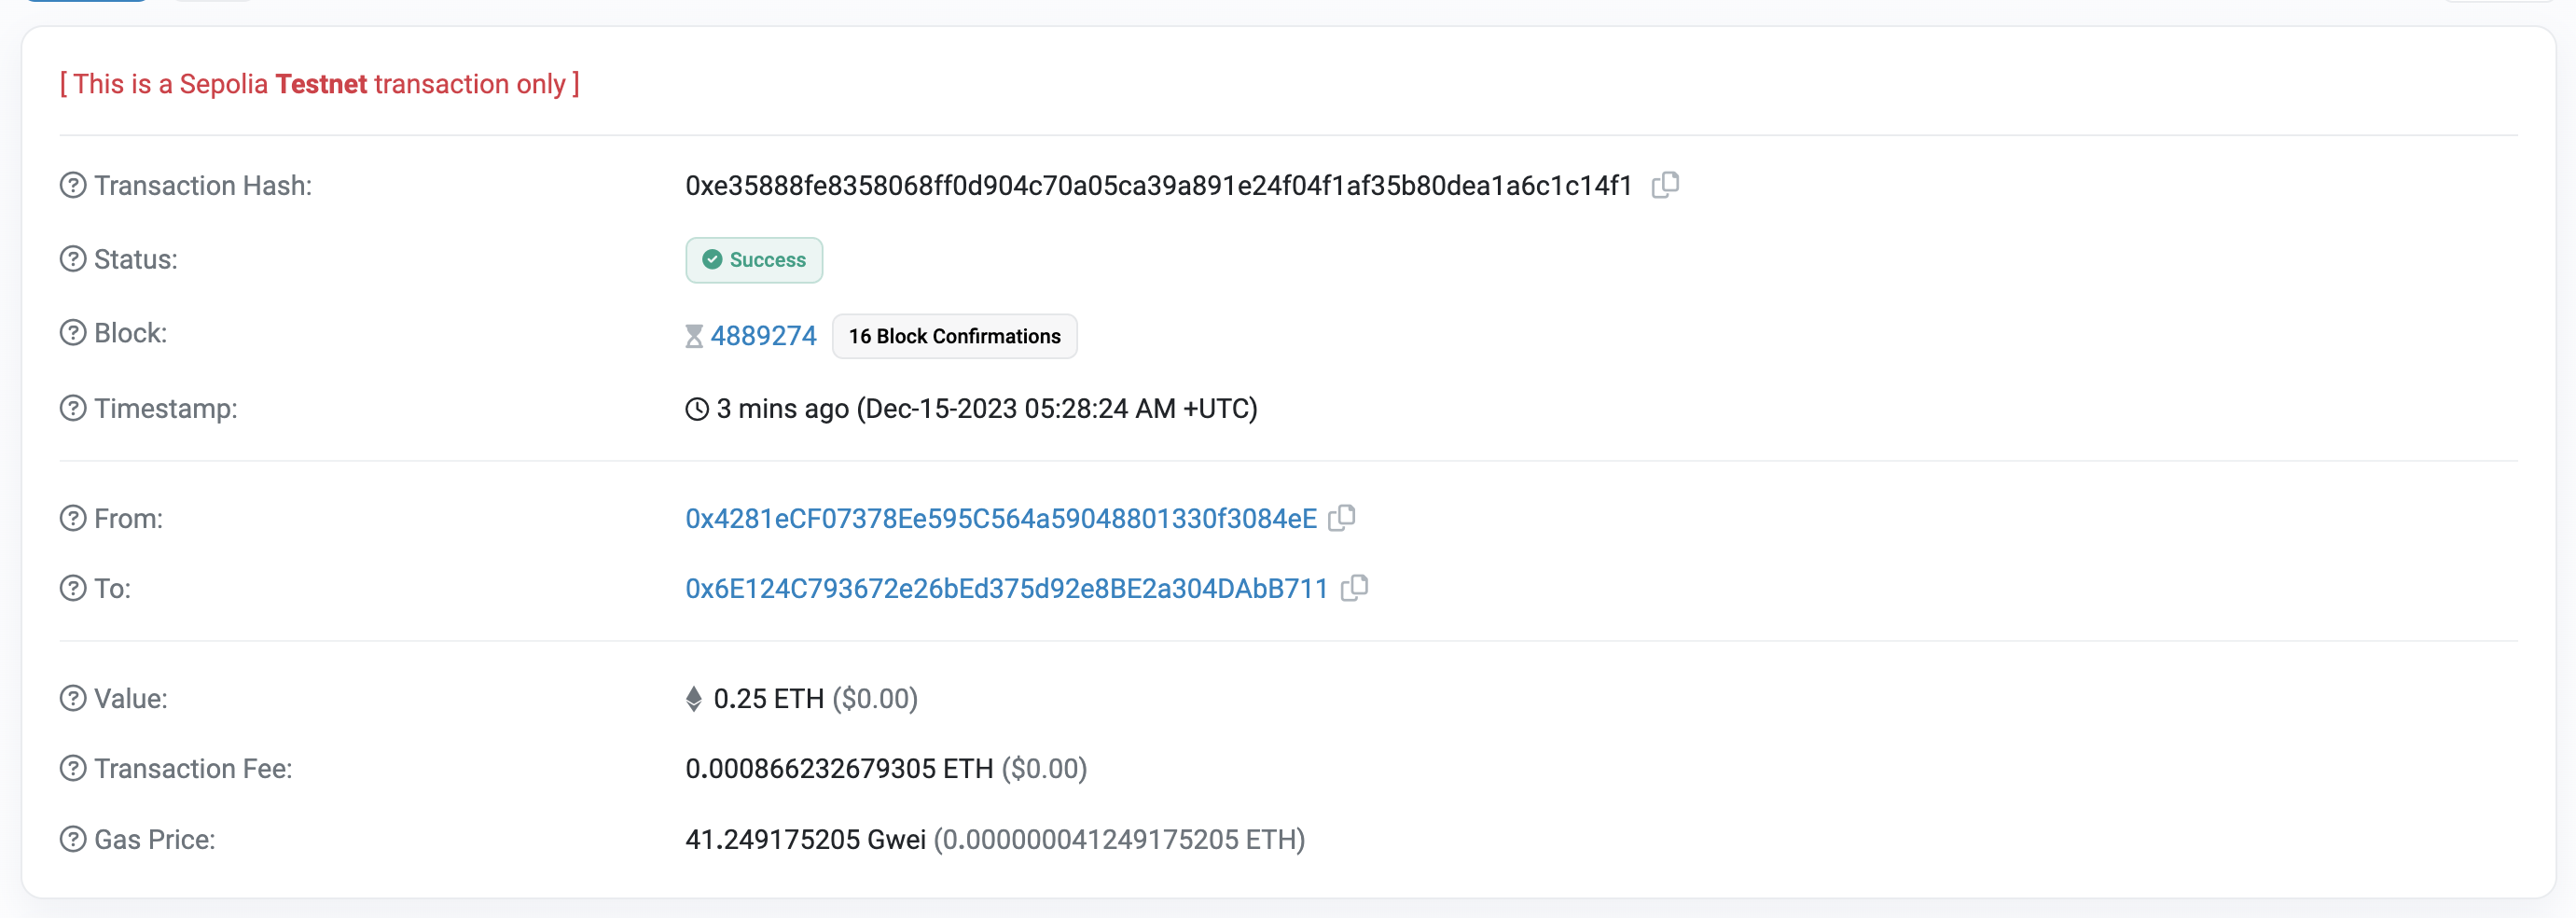 [ This is a Sepolia Testnet transaction only ]
Transaction Hash: 0xe35888fe8358068ff0d904c70a05ca39a891e24f04f1af35b80dea1a6c1c14f1
Status: Success
Block: 4889274 16 Block Confirmations
Timestamp: 3 mins ago (Dec-15-2023 05:28:24 AM +UTC)
From: 0x4281eCF07378Ee595C564a59048801330f3084eE
To: 0x6E124C793672e26bEd375d92e8BE2a304DAbB711
Value: 0.25 ETH ($0.00)
Transaction Fee: 0.000866232679305 ETH ($0.00)
Gas Price: 41.249175205 Gwei (0.000000041249175205 ETH)